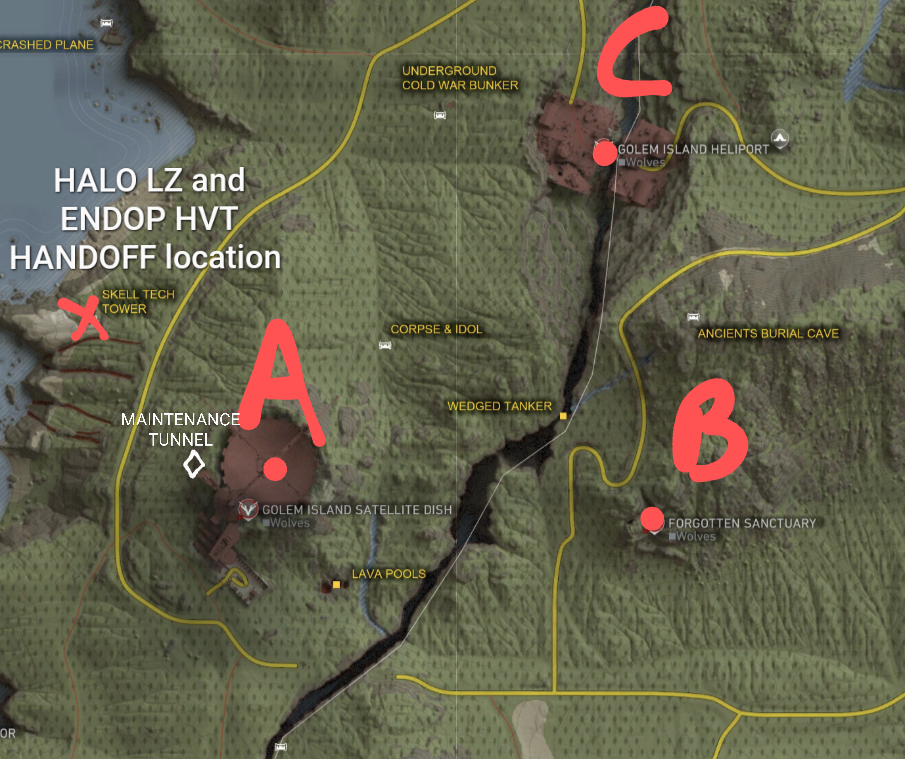 CRASHED PLANE
UNDERGROUND
COLD WAR BUNKER
C
GOLEM ISLAND HELIPORT
Wolves
HALO LZ and
ENDOP HVT
HANDOFF location
SKELL TECH
TOWER
X
CORPSE & IDOL
ANCIENTS BURIAL CAVE
A
MAINTENANCE
TUNNEL
WEDGED TANKER
B
GOLEM ISLAND SATELLITE DISH
Wolves
FORGOTTEN SANCTUARY
Wolves
LAVA POOLS
OR